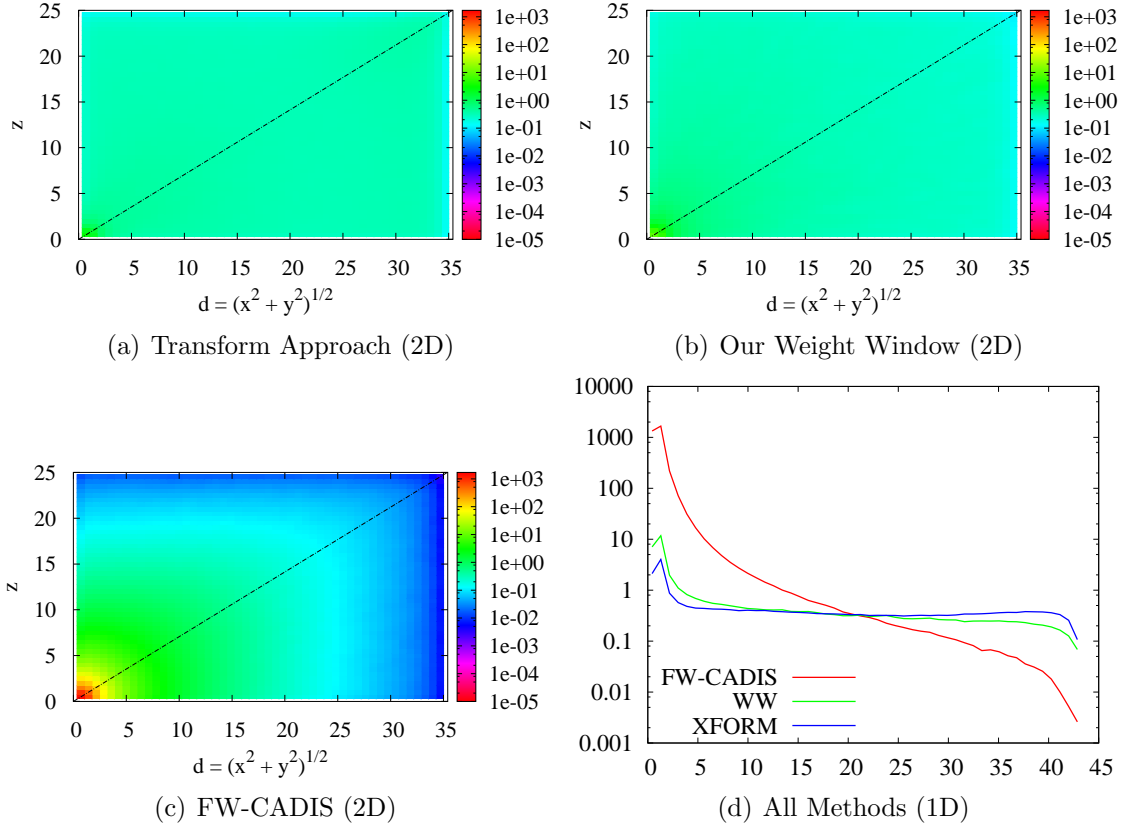 25
20
15
10
5
0
z
0 5 10 15 20 25 30 35
d = (x² + y²)^{1/2}
1e+03
1e+02
1e+01
1e+00
1e-01
1e-02
1e-03
1e-04
1e-05
(a) Transform Approach (2D)
25
20
15
10
5
0
z
0 5 10 15 20 25 30 35
d = (x² + y²)^{1/2}
1e+03
1e+02
1e+01
1e+00
1e-01
1e-02
1e-03
1e-04
1e-05
(b) Our Weight Window (2D)
25
20
15
10
5
0
z
0 5 10 15 20 25 30 35
d = (x² + y²)^{1/2}
1e+03
1e+02
1e+01
1e+00
1e-01
1e-02
1e-03
1e-04
1e-05
(c) FW-CADIS (2D)
10000
1000
100
10
1
0.1
0.01
0.001
FW-CADIS
WW
XFORM
0 5 10 15 20 25 30 35 40 45
(d) All Methods (1D)